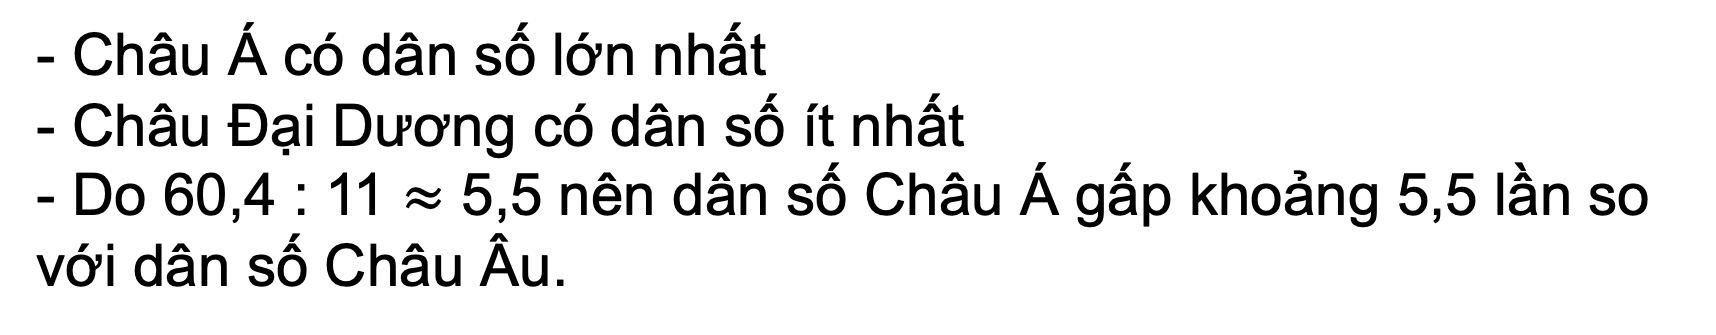 - Châu Á có dân số lớn nhất
- Châu Đại Dương có dân số ít nhất
- Do 60,4 : 11 ≈ 5,5 nên dân số Châu Á gấp khoảng 5,5 lần so
với dân số Châu Âu.